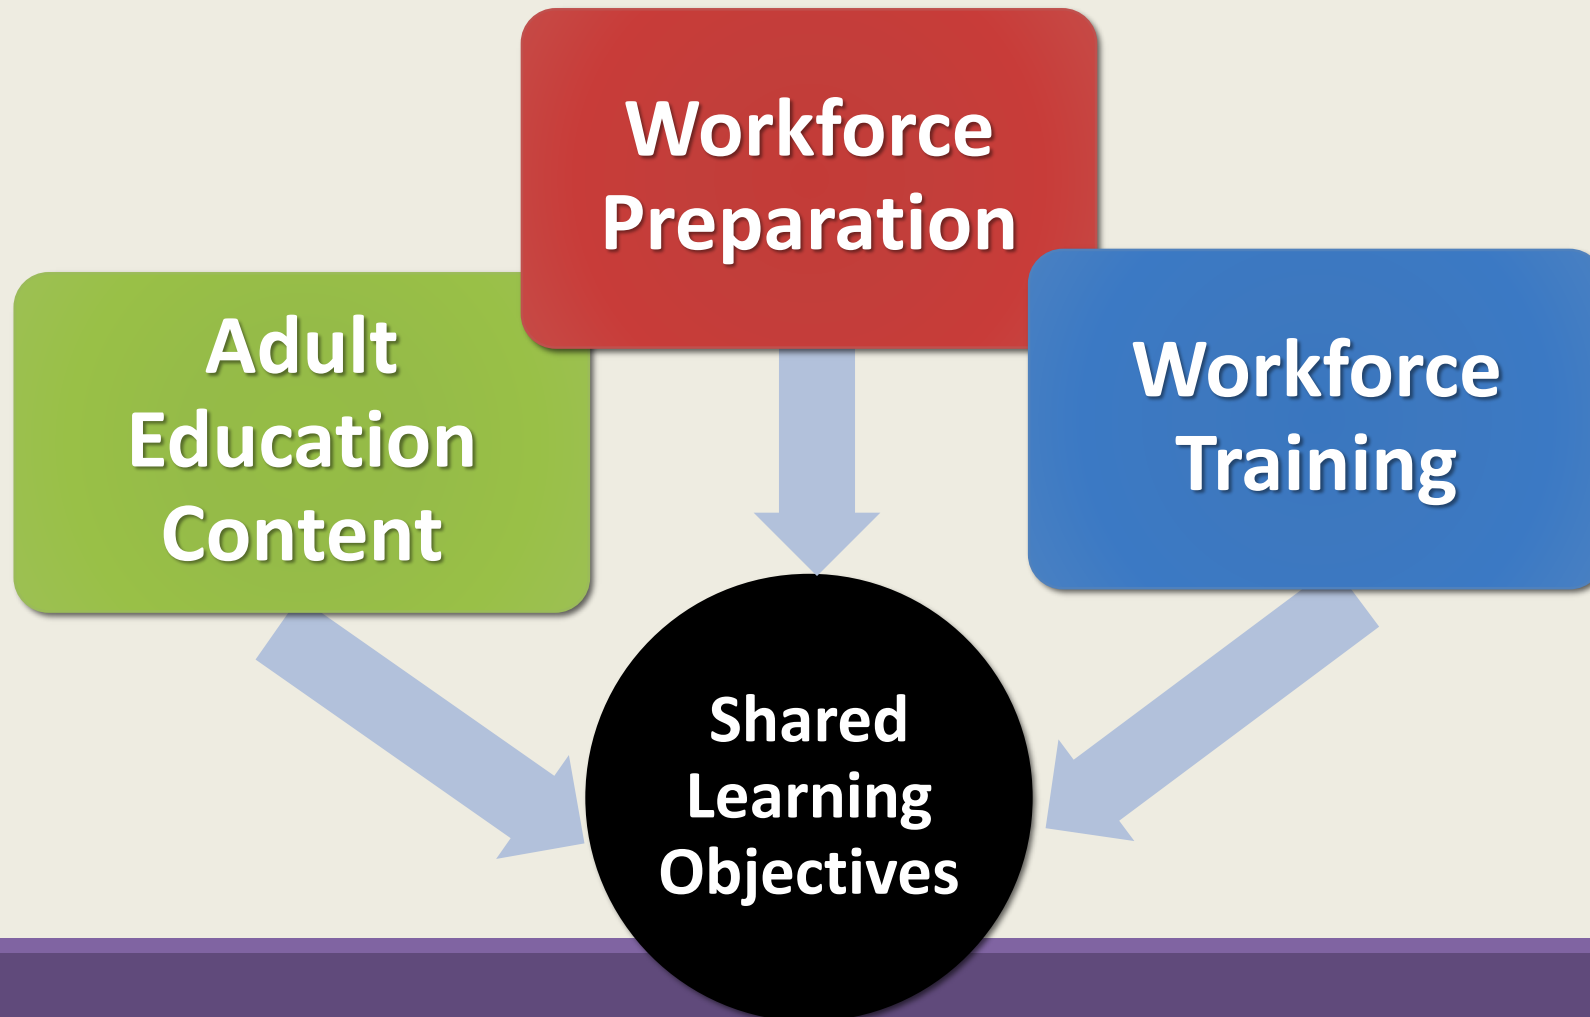 Workforce
Preparation
Adult
Education
Content
Workforce
Training
Shared
Learning
Objectives